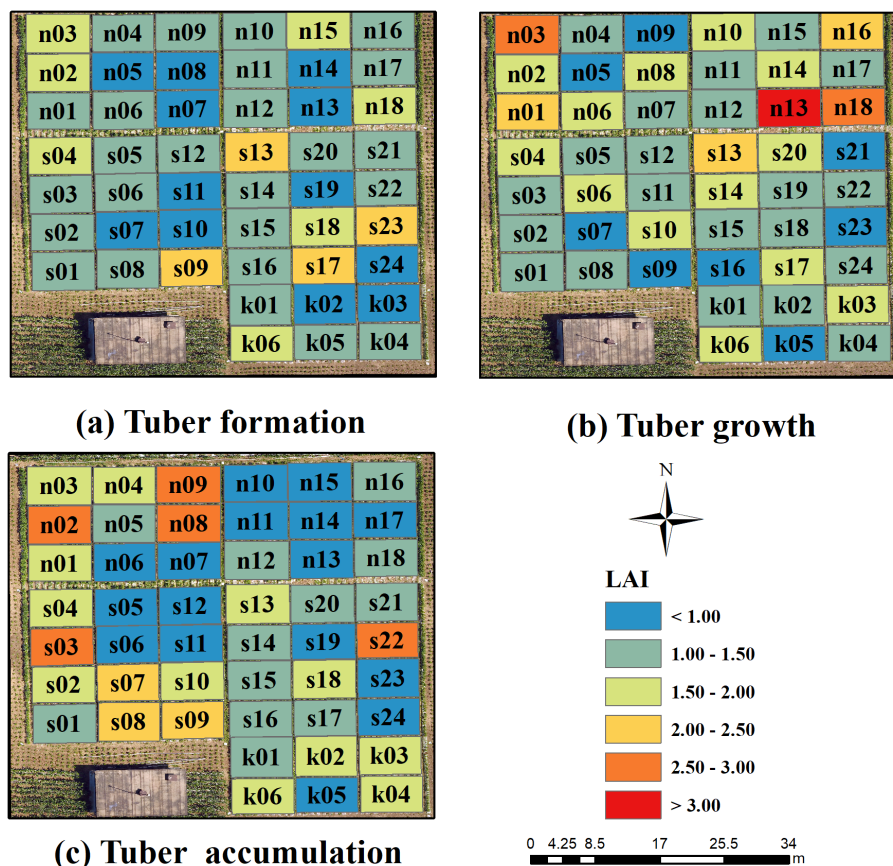 n03 n04 n09 n10 n15 n16
n02 n05 n08 n11 n14 n17
n01 n06 n07 n12 n13 n18
s04 s05 s12 s13 s20 s21
s03 s06 s11 s14 s19 s22
s02 s07 s10 s15 s18 s23
s01 s08 s09 s16 s17 s24
k01 k02 k03
k06 k05 k04
(a) Tuber formation
n03 n04 n09 n10 n15 n16
n02 n05 n08 n11 n14 n17
n01 n06 n07 n12 n13 n18
s04 s05 s12 s13 s20 s21
s03 s06 s11 s14 s19 s22
s02 s07 s10 s15 s18 s23
s01 s08 s09 s16 s17 s24
k01 k02 k03
k06 k05 k04
(b) Tuber growth
n03 n04 n09 n10 n15 n16
n02 n05 n08 n11 n14 n17
n01 n06 n07 n12 n13 n18
s04 s05 s12 s13 s20 s21
s03 s06 s11 s14 s19 s22
s02 s07 s10 s15 s18 s23
s01 s08 s09 s16 s17 s24
k01 k02 k03
k06 k05 k04
(c) Tuber accumulation
N
LAI
< 1.00
1.00 - 1.50
1.50 - 2.00
2.00 - 2.50
2.50 - 3.00
> 3.00
0 4.25 8.5 17 25.5 34
m